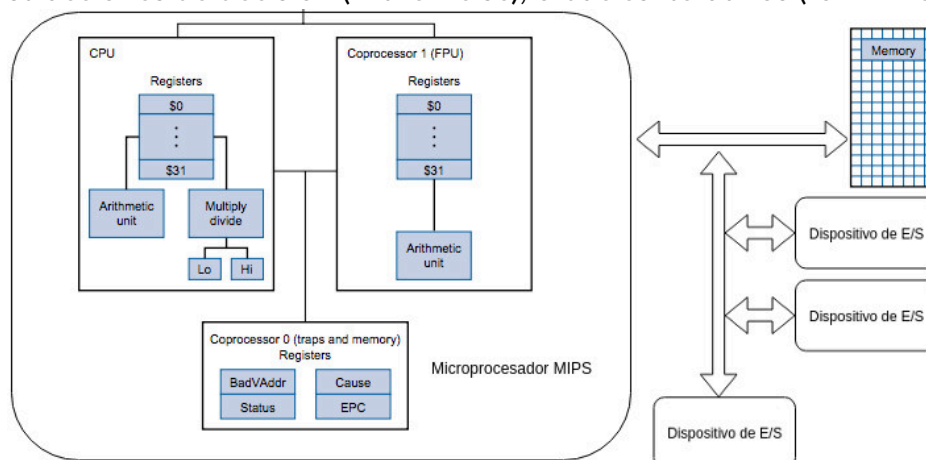 CPU
Registers
$0
$31
Arithmetic
unit
Multiply
divide
Lo
Hi
Coprocessor 1 (FPU)
Registers
$0
$31
Arithmetic
unit
Coprocessor 0 (traps and memory)
Registers
BadVAddr
Cause
Status
EPC
Microprocesador MIPS
Memory
Dispositivo de E/S
Dispositivo de E/S
Dispositivo de E/S